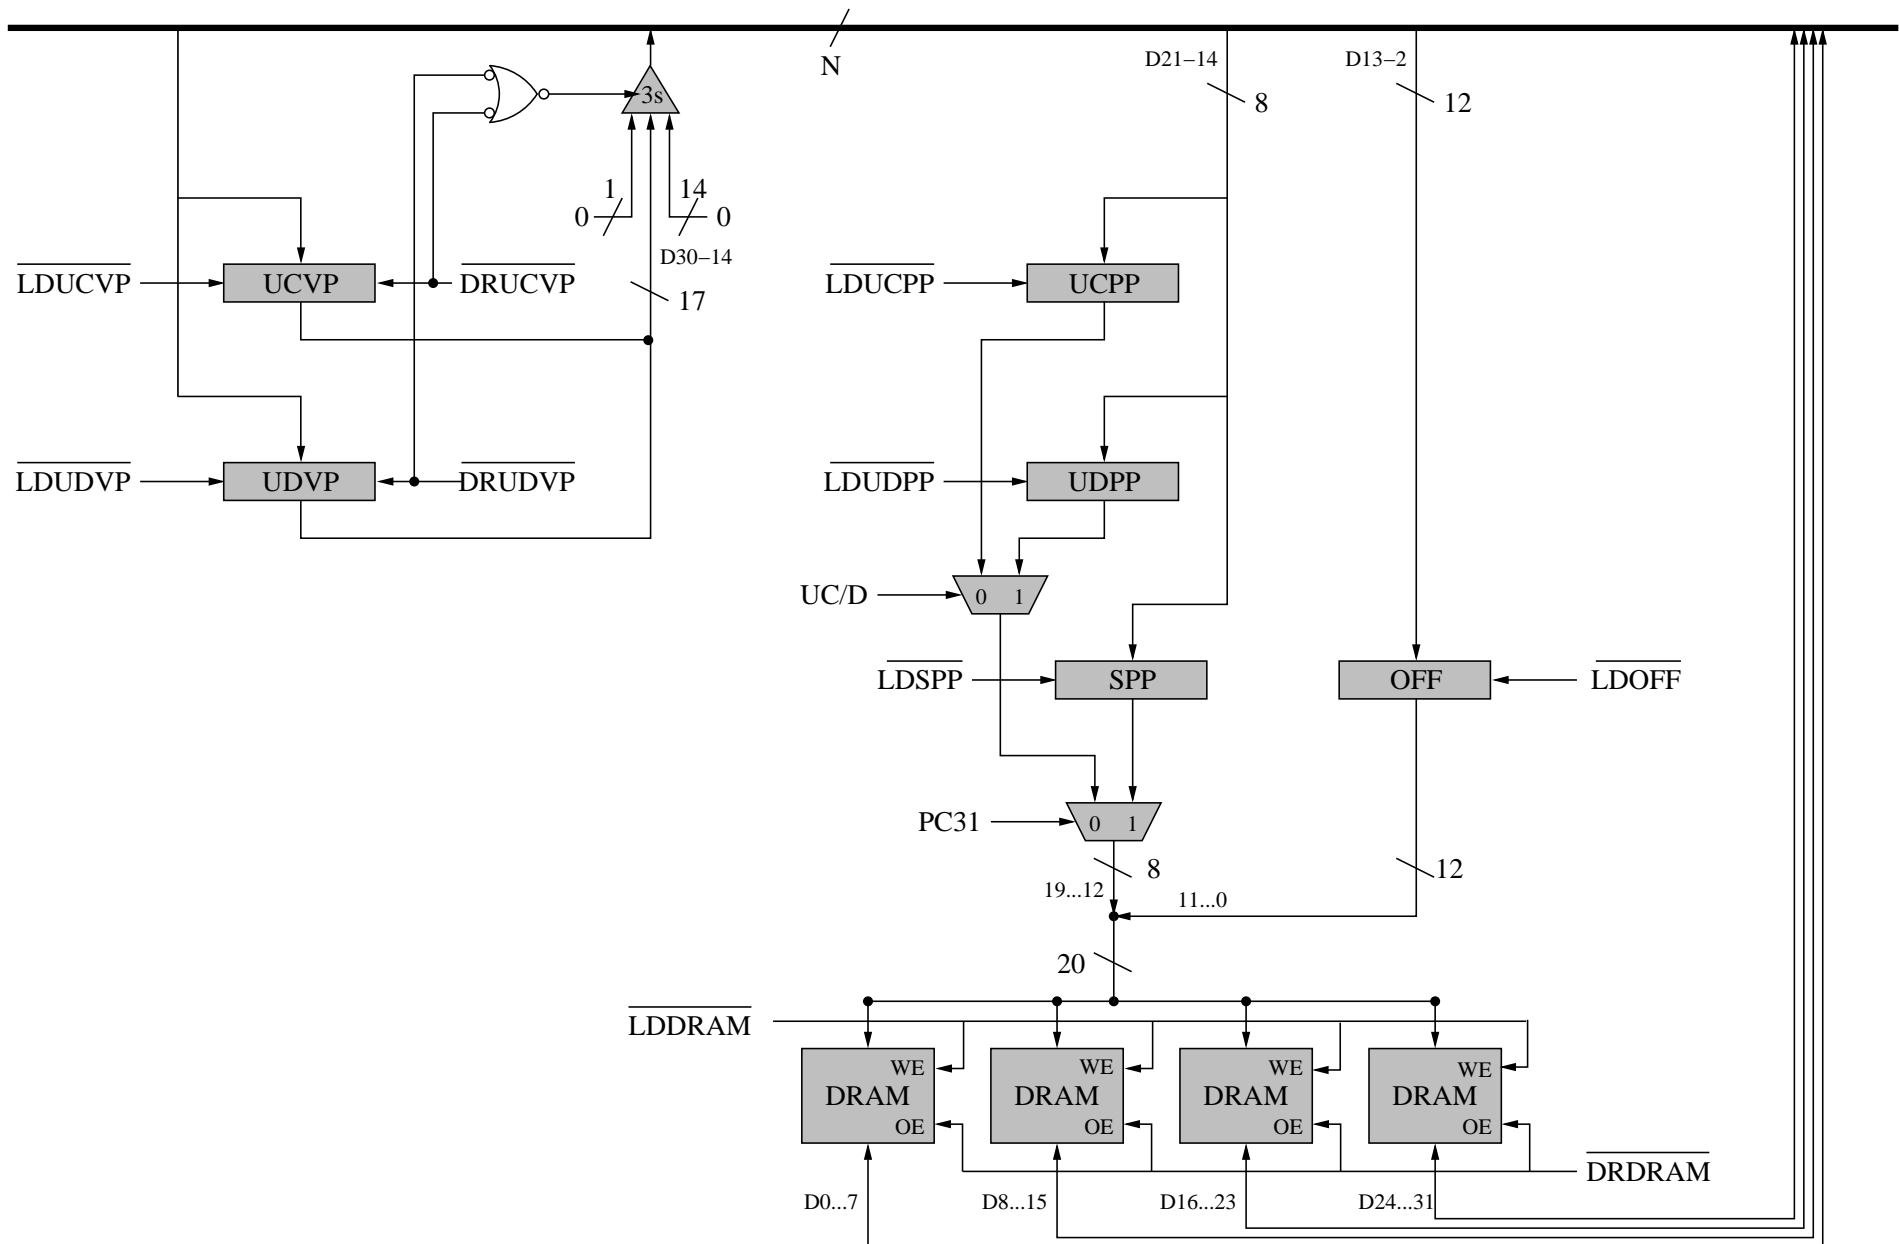 N
D21−14
D13−2
8
12
3s
1
14
0
0
D30−14
17
LDUCVP
UCVP
DRUCVP
LDUCPP
UCPP
LDUDVP
UDVP
DRUDVP
LDUDPP
UDPP
UC/D
0 1
LDSPP
SPP
OFF
LDOFF
PC31
0 1
8
12
19...12
11...0
20
LDDRAM
WE
WE
WE
WE
DRAM
DRAM
DRAM
DRAM
OE
OE
OE
OE
DRDRAM
D0...7
D8...15
D16...23
D24...31